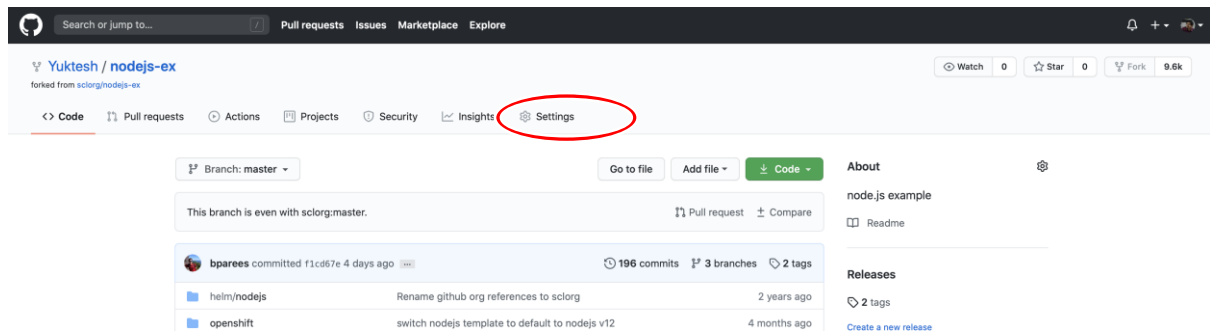 Search or jump to... / Pull requests Issues Marketplace Explore
Yuktesh / nodejs-ex Watch 0 Star 0 Fork 9.6k
forked from sclorg/nodejs-ex
<> Code Pull requests Actions Projects Security Insights Settings
Branch: master Go to file Add file Code About
node.js example
This branch is even with sclorg:master. Pull request Compare
Readme
bparees committed f1cd67e 4 days ago ... 196 commits 3 branches 2 tags
Releases
helm/nodejs Rename github org references to sclorg 2 years ago
2 tags
openshift switch nodejs template to default to nodejs v12 4 months ago
Create a new release